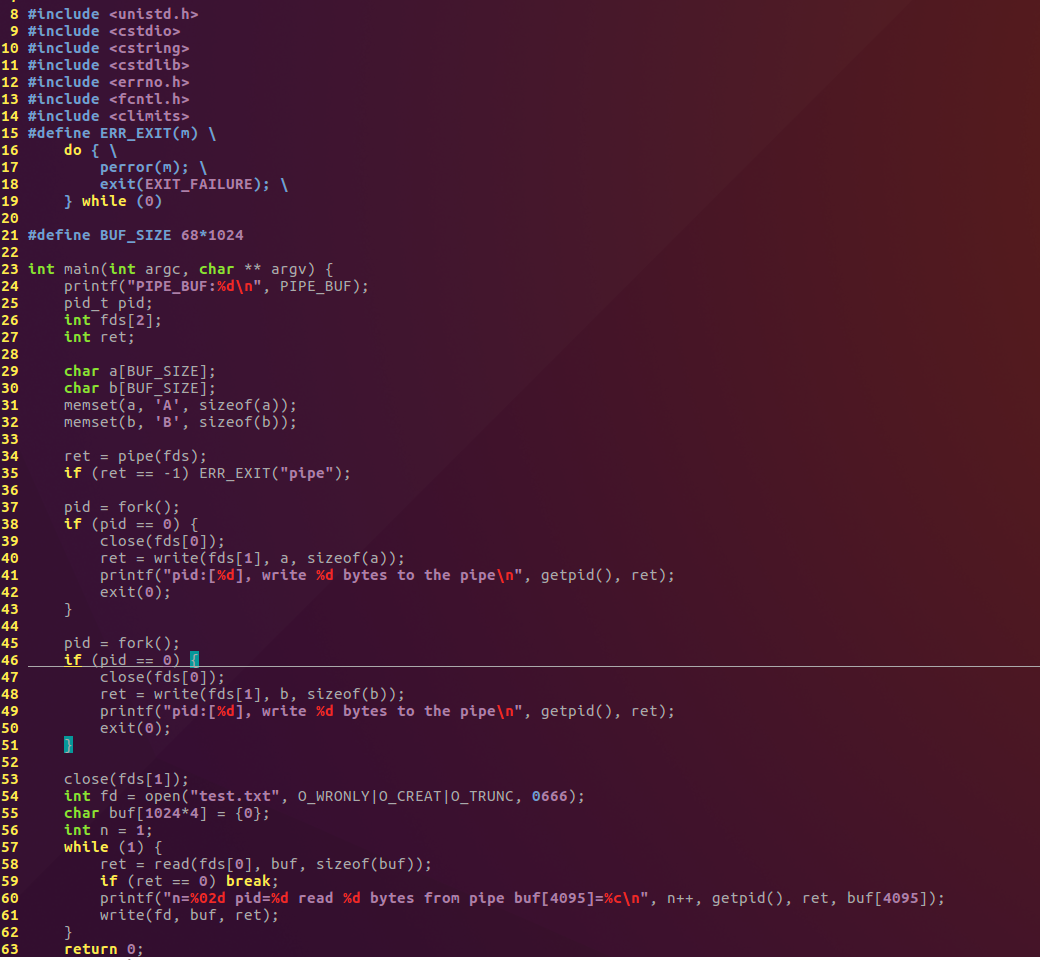 8 #include <unistd.h>
9 #include <cstdio>
10 #include <cstring>
11 #include <cstdlib>
12 #include <errno.h>
13 #include <fcntl.h>
14 #include <climits>
15 #define ERR_EXIT(m) \
16     do { \
17         perror(m); \
18         exit(EXIT_FAILURE); \
19     } while (0)
20
21 #define BUF_SIZE 68*1024
22
23 int main(int argc, char ** argv) {
24     printf("PIPE_BUF:%d\n", PIPE_BUF);
25     pid_t pid;
26     int fds[2];
27     int ret;
28
29     char a[BUF_SIZE];
30     char b[BUF_SIZE];
31     memset(a, 'A', sizeof(a));
32     memset(b, 'B', sizeof(b));
33
34     ret = pipe(fds);
35     if (ret == -1) ERR_EXIT("pipe");
36
37     pid = fork();
38     if (pid == 0) {
39         close(fds[0]);
40         ret = write(fds[1], a, sizeof(a));
41         printf("pid:[%d], write %d bytes to the pipe\n", getpid(), ret);
42         exit(0);
43     }
44
45     pid = fork();
46     if (pid == 0) {
47         close(fds[0]);
48         ret = write(fds[1], b, sizeof(b));
49         printf("pid:[%d], write %d bytes to the pipe\n", getpid(), ret);
50         exit(0);
51     }
52
53     close(fds[1]);
54     int fd = open("test.txt", O_WRONLY|O_CREAT|O_TRUNC, 0666);
55     char buf[1024*4] = {0};
56     int n = 1;
57     while (1) {
58         ret = read(fds[0], buf, sizeof(buf));
59         if (ret == 0) break;
60         printf("n=%02d pid=%d read %d bytes from pipe buf[4095]=%c\n", n++, getpid(), ret, buf[4095]);
61         write(fd, buf, ret);
62     }
63     return 0;